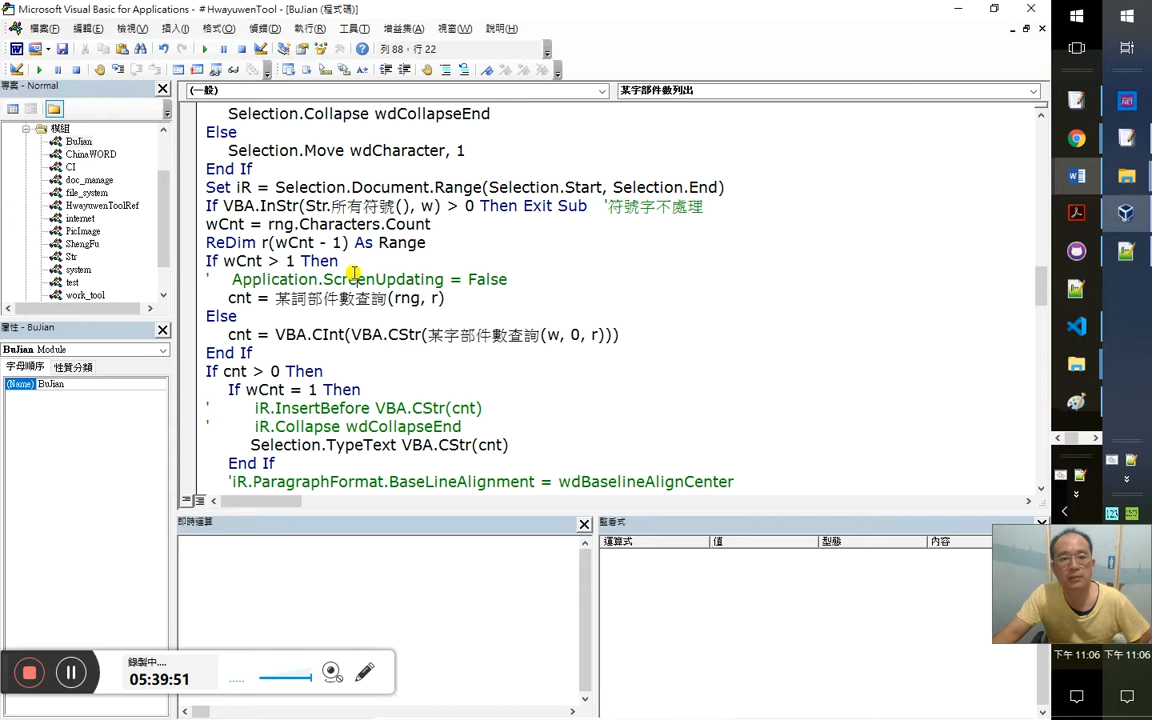 Microsoft Visual Basic for Applications - # HwayuwenTool - [BuJian (程式碼)]
檔案(F) 編輯(E) 檢視(V) 插入(I) 格式(O) 偵錯(D) 執行(R) 工具(T) 增益集(A) 視窗(W) 說明(H)
列 88，行 22
專案 - Normal
(一般)
某字部件數列出
模組
BuJian
ChinaWORD
CI
doc_manage
file_system
HwayuwenToolRef
internet
PicImage
ShengFu
Str
system
test
work_tool
屬性 - BuJian
BuJian Module
字母順序 性質分類
(Name) BuJian
Selection.Collapse wdCollapseEnd
Else
Selection.Move wdCharacter, 1
End If
Set iR = Selection.Document.Range(Selection.Start, Selection.End)
If VBA.InStr(Str.所有符號(), w) > 0 Then Exit Sub '符號字不處理
wCnt = rng.Characters.Count
ReDim r(wCnt - 1) As Range
If wCnt > 1 Then
' Application.ScreenUpdating = False
cnt = 某詞部件數查詢(rng, r)
Else
cnt = VBA.CInt(VBA.CStr(某字部件數查詢(w, 0, r)))
End If
If cnt > 0 Then
If wCnt = 1 Then
' iR.InsertBefore VBA.CStr(cnt)
' iR.Collapse wdCollapseEnd
Selection.TypeText VBA.CStr(cnt)
End If
'iR.ParagraphFormat.BaseLineAlignment = wdBaselineAlignCenter
即時運算
監看式
運算式 值 型態 內容
錄製中....
05:39:51
下午 11:06 下午 11:06